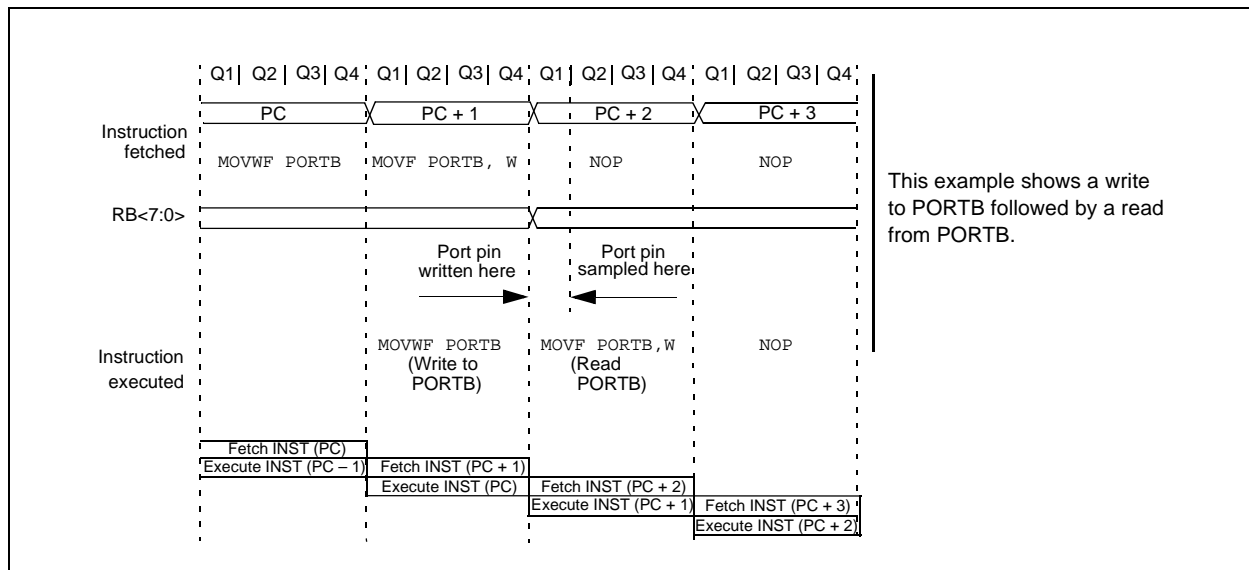 Q1 Q2 Q3 Q4 Q1 Q2 Q3 Q4 Q1 Q2 Q3 Q4 Q1 Q2 Q3 Q4
PC PC + 1 PC + 2 PC + 3
Instruction
fetched
MOVWF PORTB MOVF PORTB, W NOP NOP
This example shows a write
to PORTB followed by a read
from PORTB.
RB<7:0>
Port pin
written here
Port pin
sampled here
Instruction
executed
MOVWF PORTB
(Write to
PORTB)
MOVF PORTB,W
(Read
PORTB)
NOP
Fetch INST (PC)
Execute INST (PC – 1) Fetch INST (PC + 1)
Execute INST (PC) Fetch INST (PC + 2)
Execute INST (PC + 1) Fetch INST (PC + 3)
Execute INST (PC + 2)